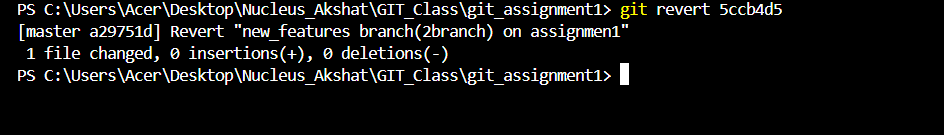 PS C:\Users\Acer\Desktop\Nucleus_Akshat\GIT_Class\git_assignment1> git revert 5ccb4d5
[master a29751d] Revert "new_features branch(2branch) on assignmen1"
 1 file changed, 0 insertions(+), 0 deletions(-)
PS C:\Users\Acer\Desktop\Nucleus_Akshat\GIT_Class\git_assignment1>